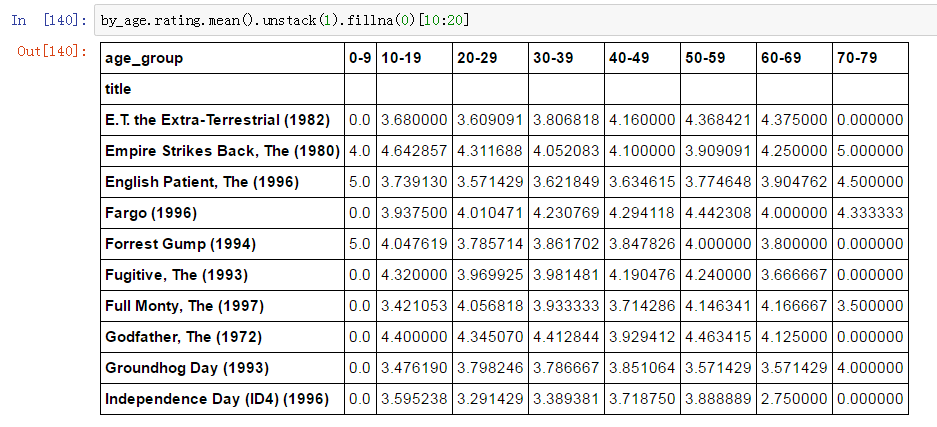 In [140]: by_age.rating.mean().unstack(1).fillna(0)[10:20]
Out[140]:
age_group 0-9 10-19 20-29 30-39 40-49 50-59 60-69 70-79
title
E.T. the Extra-Terrestrial (1982) 0.0 3.680000 3.609091 3.806818 4.160000 4.368421 4.375000 0.000000
Empire Strikes Back, The (1980) 4.0 4.642857 4.311688 4.052083 4.100000 3.909091 4.250000 5.000000
English Patient, The (1996) 5.0 3.739130 3.571429 3.621849 3.634615 3.774648 3.904762 4.500000
Fargo (1996) 0.0 3.937500 4.010471 4.230769 4.294118 4.442308 4.000000 4.333333
Forrest Gump (1994) 5.0 4.047619 3.785714 3.861702 3.847826 4.000000 3.800000 0.000000
Fugitive, The (1993) 0.0 4.320000 3.969925 3.981481 4.190476 4.240000 3.666667 0.000000
Full Monty, The (1997) 0.0 3.421053 4.056818 3.933333 3.714286 4.146341 4.166667 3.500000
Godfather, The (1972) 0.0 4.400000 4.345070 4.412844 3.929412 4.463415 4.125000 0.000000
Groundhog Day (1993) 0.0 3.476190 3.798246 3.786667 3.851064 3.571429 3.571429 4.000000
Independence Day (ID4) (1996) 0.0 3.595238 3.291429 3.389381 3.718750 3.888889 2.750000 0.000000